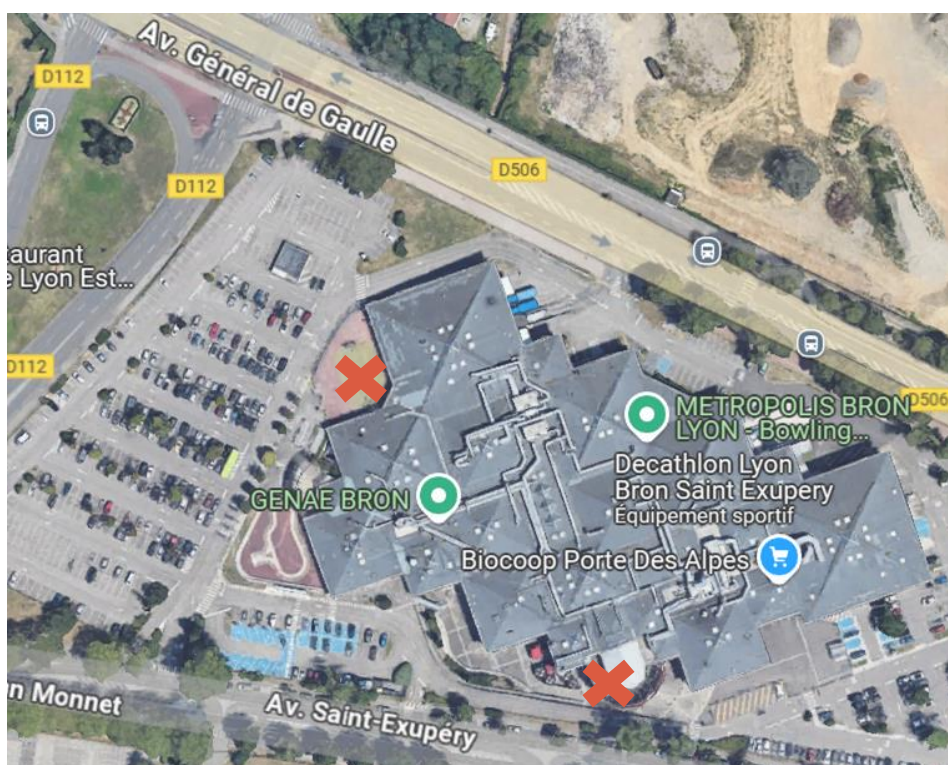 Av. Général de Gaulle
D112
D506
D112
taurant
e Lyon Est...
D112
D506
METROPOLIS BRON
LYON - Bowling...
Decathlon Lyon
Bron Saint Exupery
Équipement sportif
GENAE BRON
Biocoop Porte Des Alpes
n Monnet
Av. Saint-Exupéry